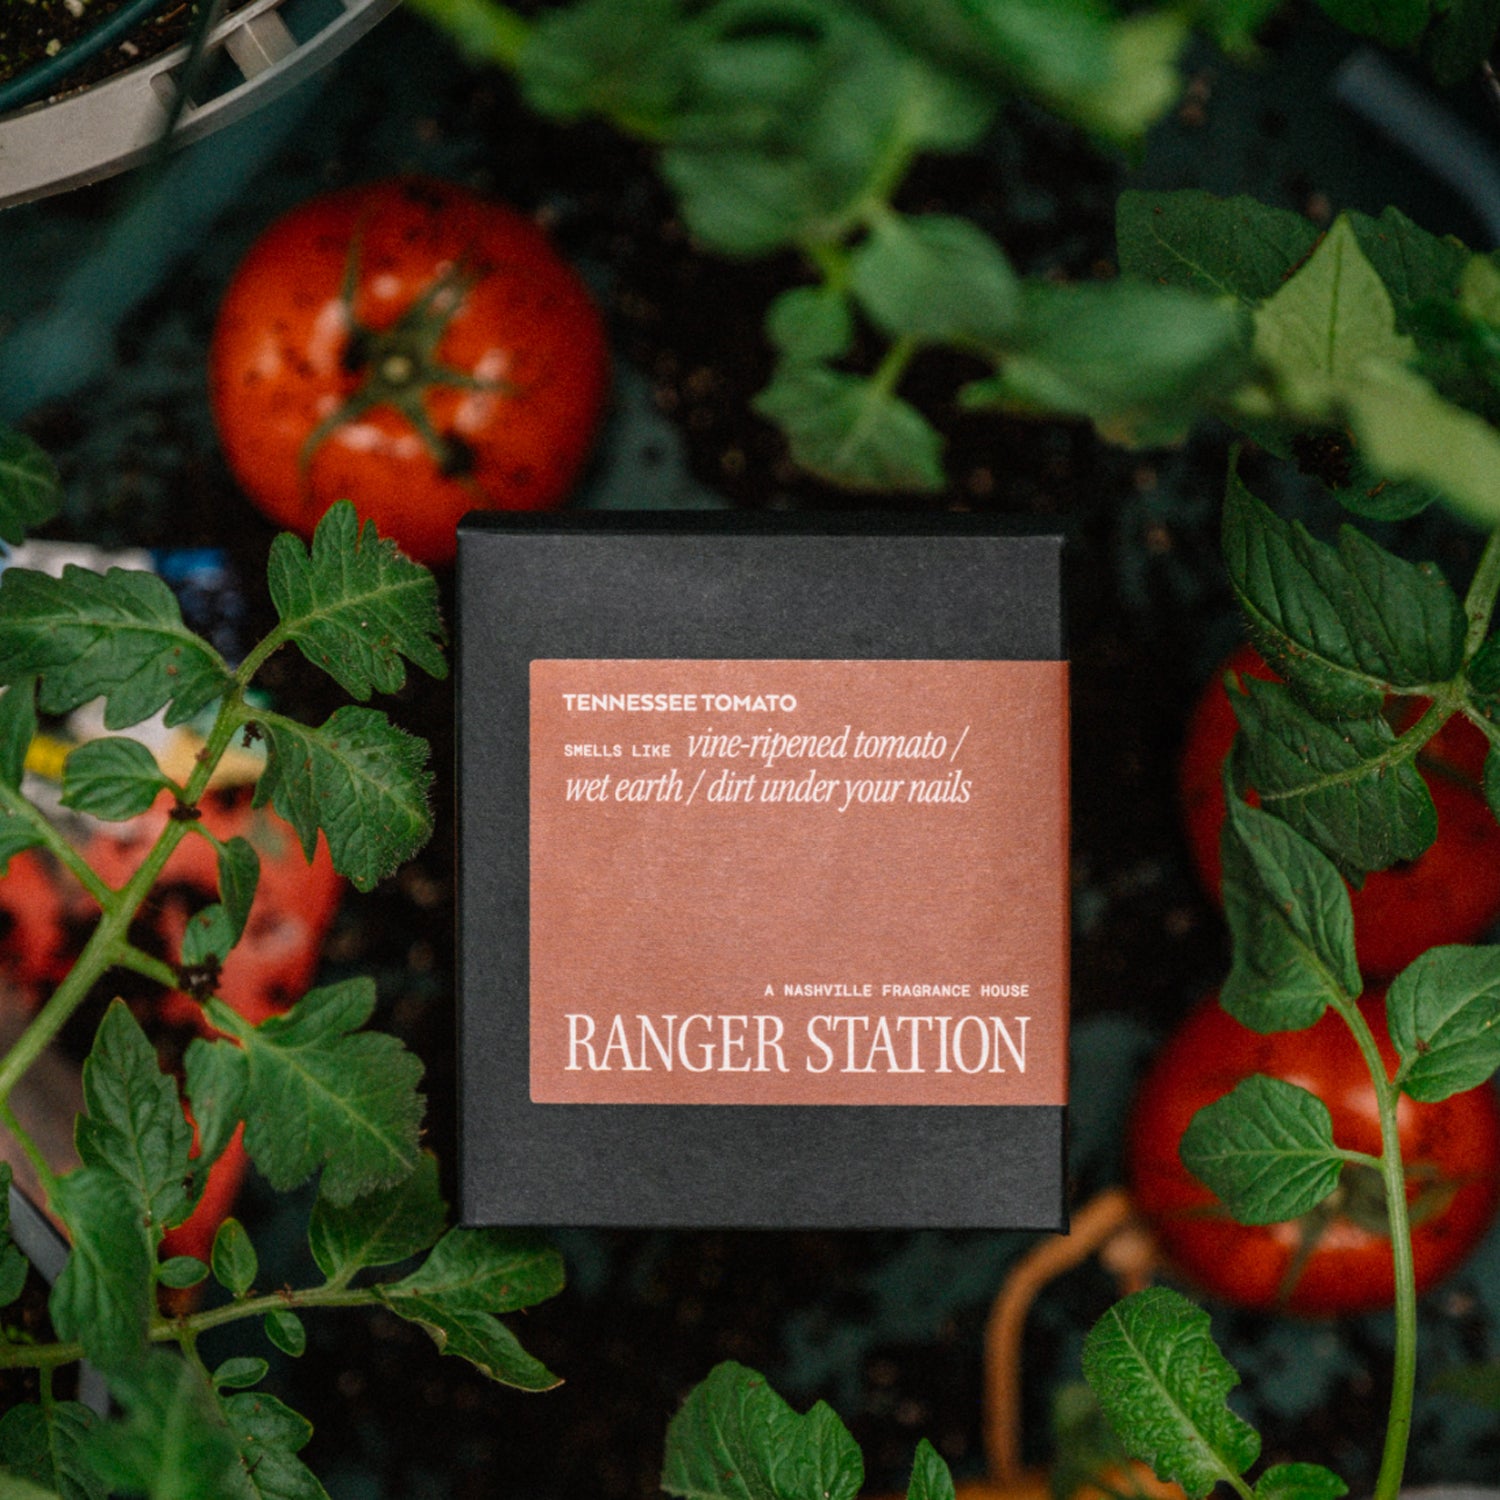 TENNESSEE TOMATO
SMELLS LIKE vine-ripened tomato /
wet earth / dirt under your nails
A NASHVILLE FRAGRANCE HOUSE
RANGER STATION